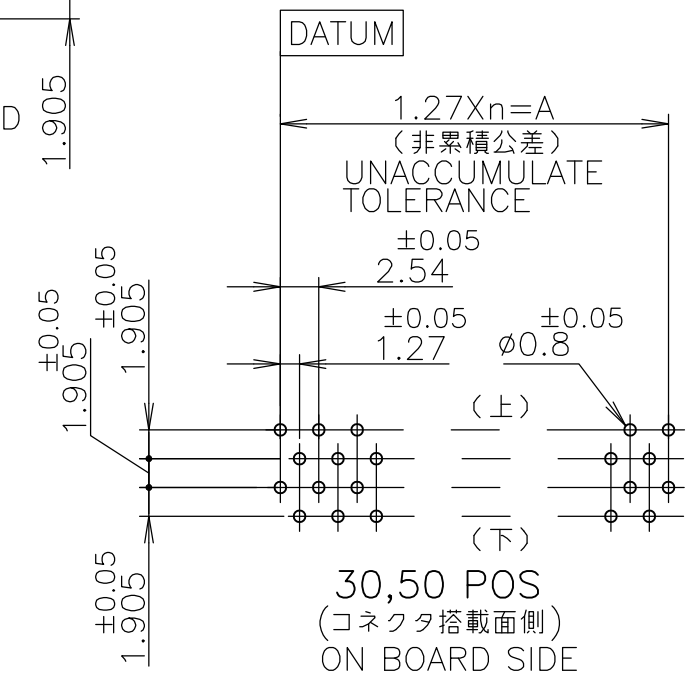 DATUM
D
1.905
1.27Xn=A
(非累積公差)
UNACCUMULATE
TOLERANCE
±0.05
2.54
±0.05
1.27
±0.05
⌀0.8
±0.05
1.905
±0.05
1.905
(上)
(下)
±0.05
1.905
30,50 POS
(コネクタ搭載面側)
ON BOARD SIDE